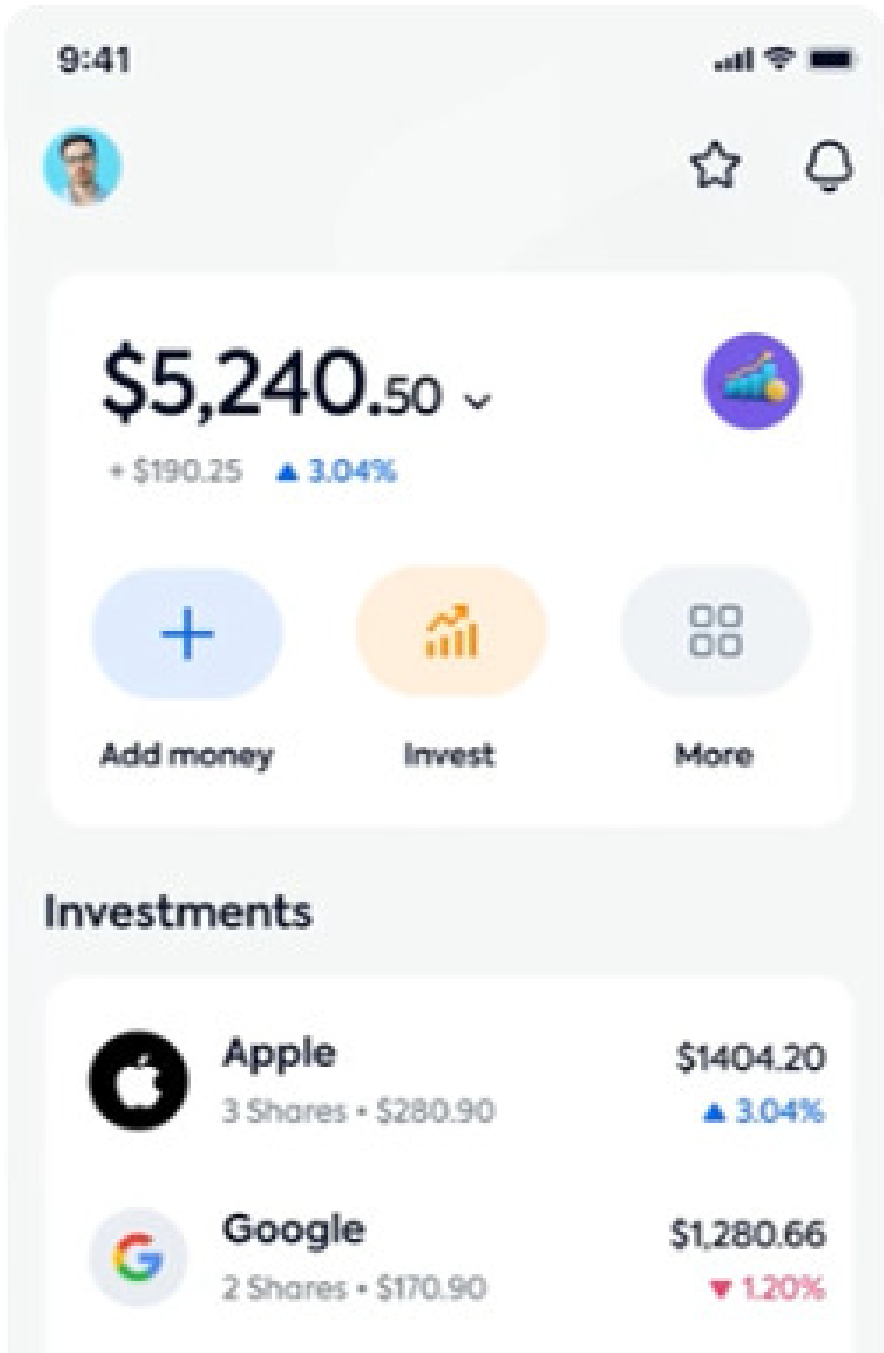 9:41
$5,240.50
+ $190.25 ▲ 3.04%
Add money Invest More
Investments
Apple $1404.20
3 Shares • $280.90 ▲ 3.04%
Google $1,280.66
2 Shares • $170.90 ▼ 1.20%